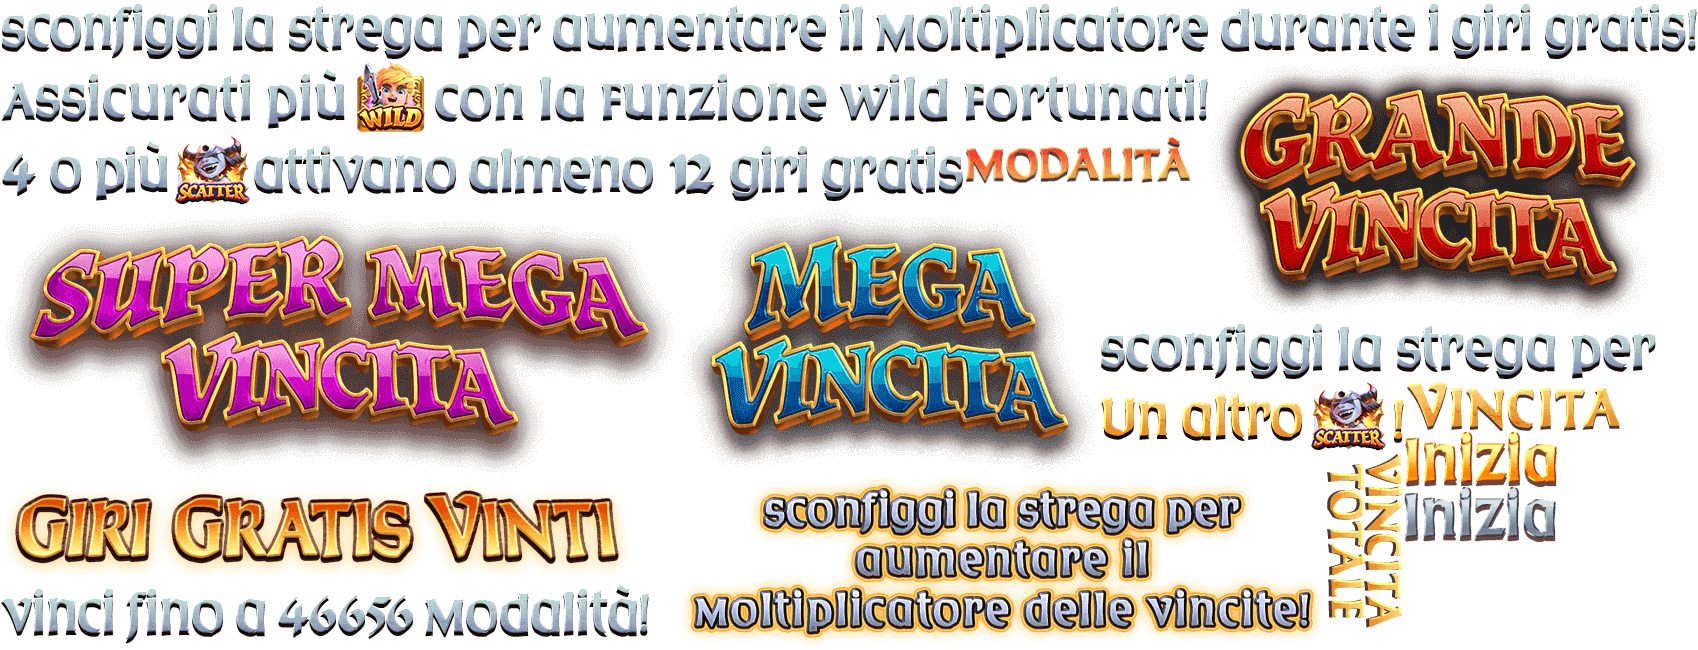 sconfiggi la strega per aumentare il Moltiplicatore durante i giri gratis!
Assicurati più WILD con la Funzione Wild Fortunati!
4 o più SCATTER attivano almeno 12 giri gratis
MODALITÀ
GRANDE
VINCITA
SUPER MEGA
VINCITA
MEGA
VINCITA
sconfiggi la strega per
un altro SCATTER !
VINCITA
Inizia
Inizia
VINCITA
TOTALE
GIRI GRATIS VINTI
sconfiggi la strega per
aumentare il
Moltiplicatore delle vincite!
vinci fino a 46656 Modalità!